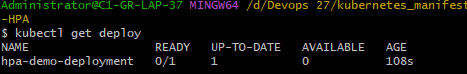 Administrator@C1-GR-LAP-37 MINGW64 /d/Devops 27/kubernetes_manifest
-HPA
$ kubectl get deploy
NAME READY UP-TO-DATE AVAILABLE AGE
hpa-demo-deployment 0/1 1 0 108s